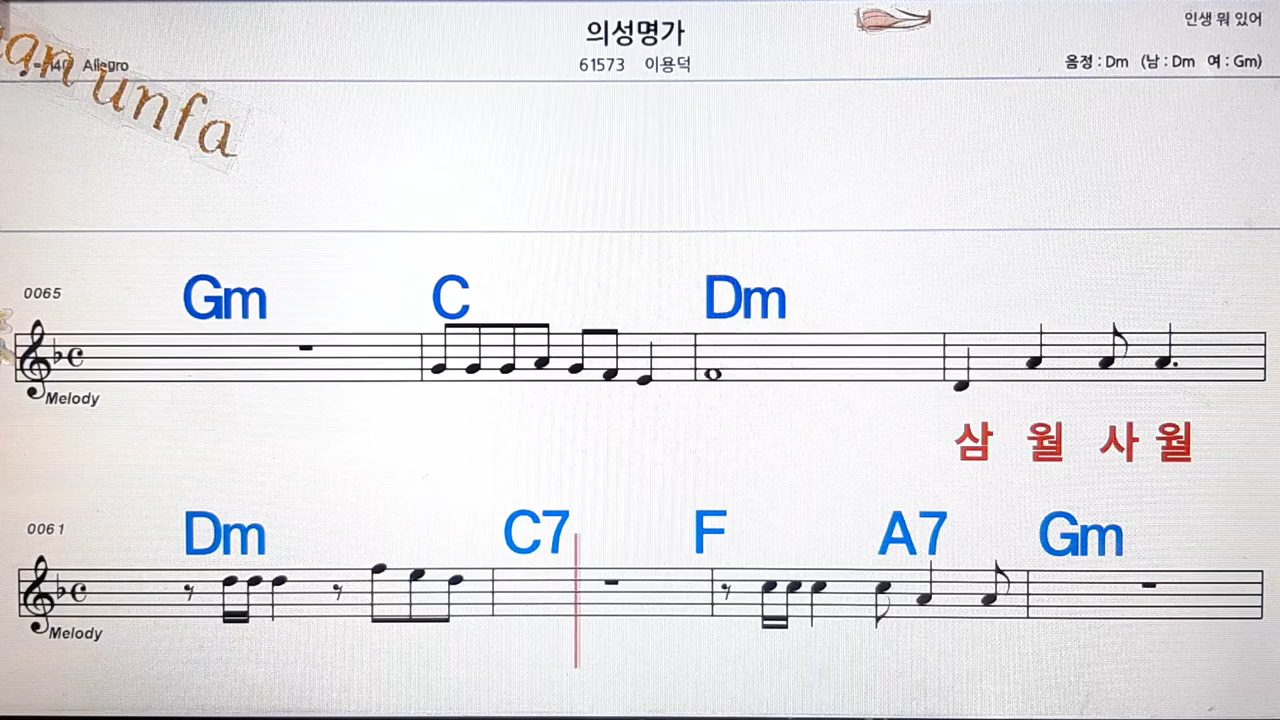 의성명가
인생 뭐 있어
Allegro
61573 이용덕
음정 : Dm (남 : Dm 여 : Gm)
unfa
0065
Gm C Dm
Melody
삼 월 사 월
0061
Dm C7 F A7 Gm
Melody